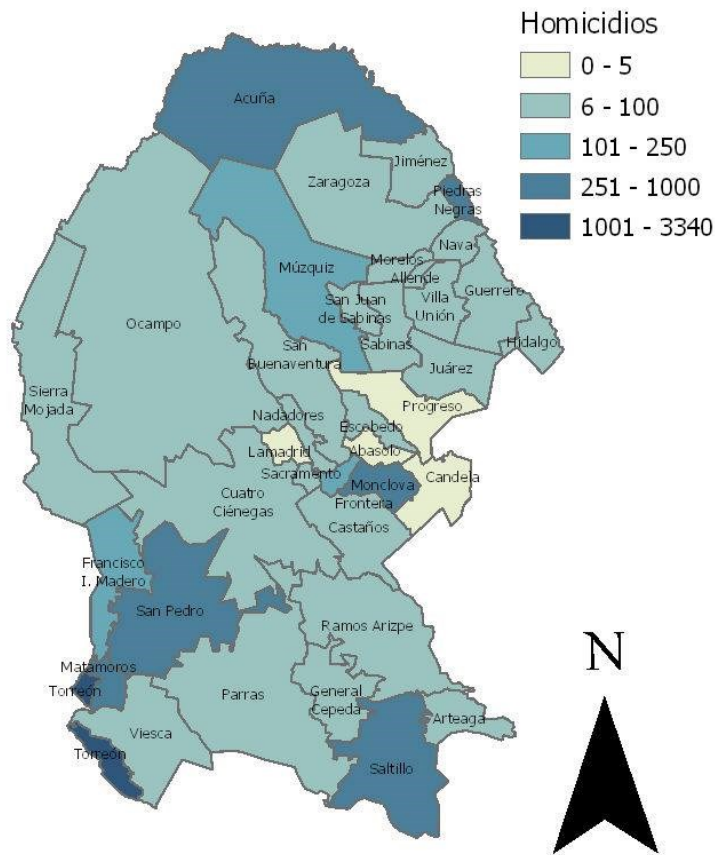 Homicidios
0 - 5
6 - 100
101 - 250
251 - 1000
1001 - 3340
Acuña
Jiménez
Zaragoza
Piedras
Negras
Nava
Morelos
Allende
Múzquiz
Guerrero
Villa
Unión
San Juan
de Sabinas
Ocampo
Sabinas
Hidalgo
San
Buenaventura
Juárez
Sierra
Mojada
Progreso
Nadadores
Escobedo
Lamadrid
Abasolo
Sacramento
Candela
Monclova
Cuatro
Ciénegas
Frontera
Castaños
Francisco
I. Madero
San Pedro
Ramos Arizpe
Matamoros
Torreón
Parras
General
Cepeda
Arteaga
Viesca
Torreón
Saltillo
N